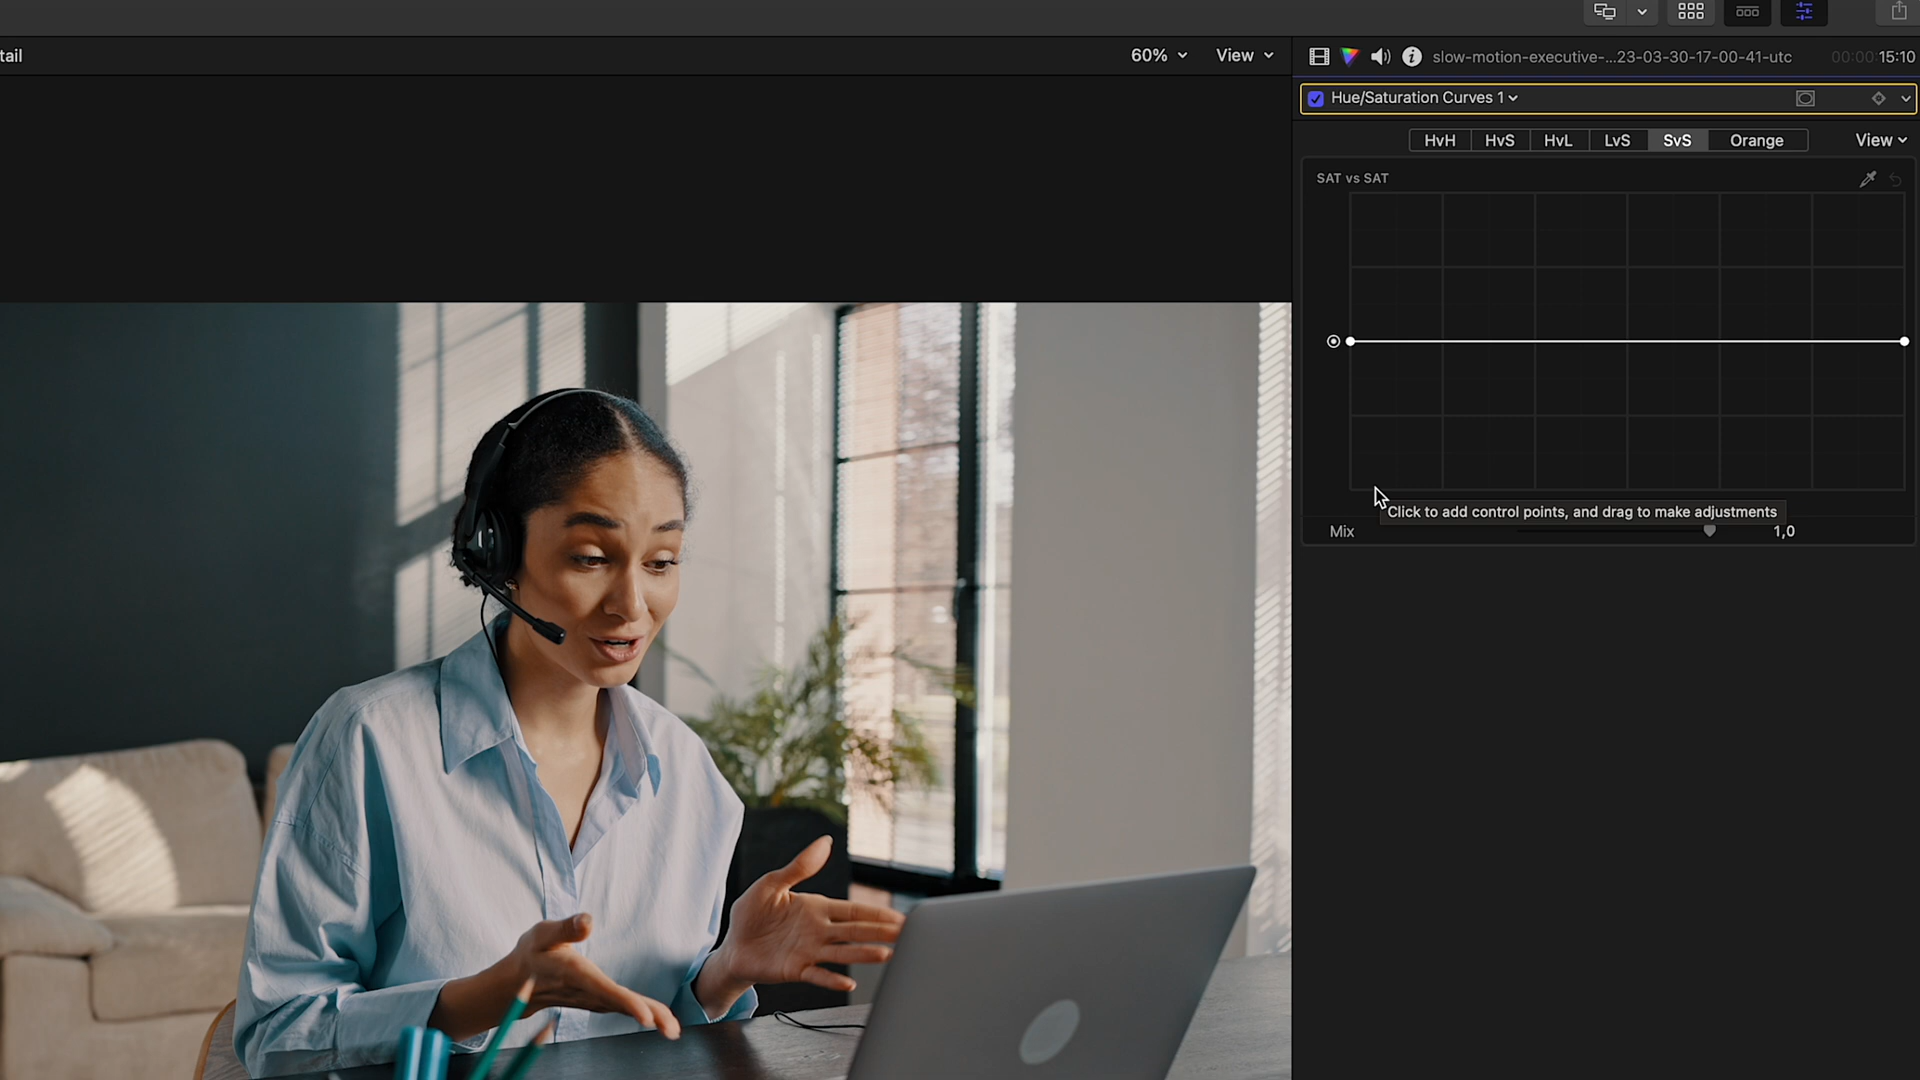 tail
60%
View
slow-motion-executive-...23-03-30-17-00-41-utc
00:00:15:10
Hue/Saturation Curves 1
HvH
HvS
HvL
LvS
SvS
Orange
View
SAT vs SAT
Click to add control points, and drag to make adjustments
Mix
1,0